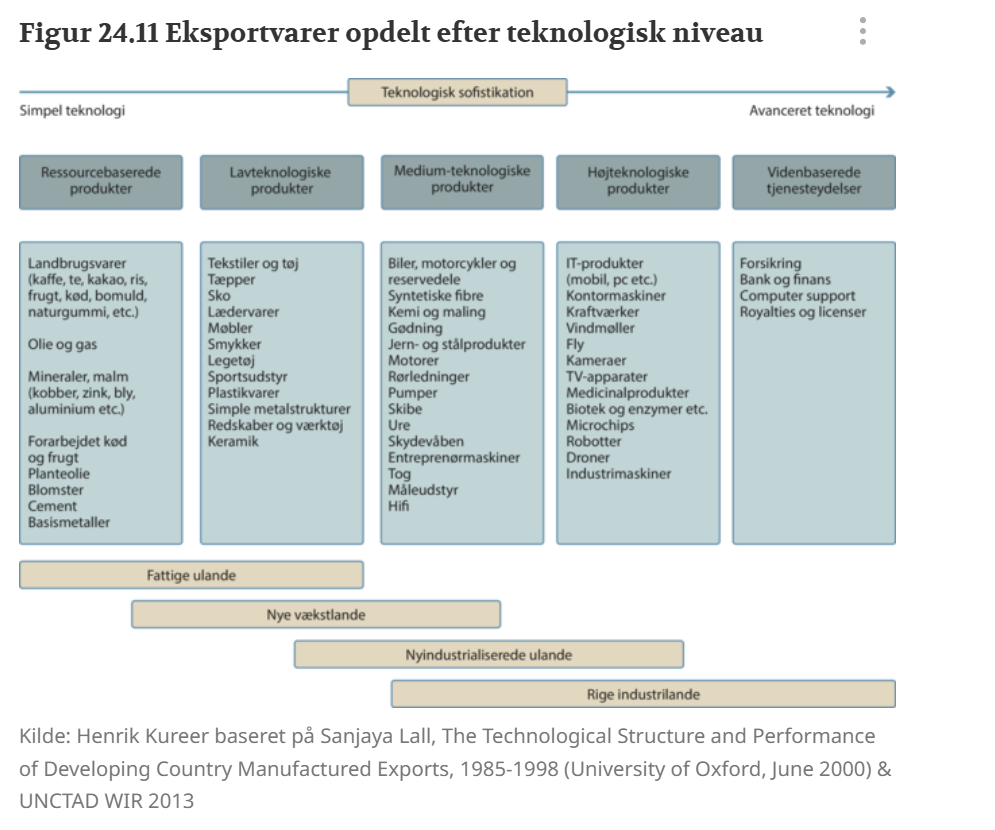 Figur 24.11 Eksportvarer opdelt efter teknologisk niveau
Teknologisk sofistikation
Simpel teknologi
Avanceret teknologi
Ressourcebaserede
produkter
Lavteknologiske
produkter
Medium-teknologiske
produkter
Højteknologiske
produkter
Videnbaserede
tjenesteydelser
Landbrugsvarer
(kaffe, te, kakao, ris,
frugt, kød, bomuld,
naturgummi, etc.)
Olie og gas
Mineraler, malm
(kobber, zink, bly,
aluminium etc.)
Forarbejdet kød
og frugt
Planteolie
Blomster
Cement
Basismetaller
Tekstiler og tøj
Tæpper
Sko
Lædervarer
Møbler
Smykker
Legetøj
Sportsudstyr
Plastikvarer
Simple metalstrukturer
Redskaber og værktøj
Keramik
Biler, motorcykler og
reservedele
Syntetiske fibre
Kemi og maling
Gødning
Jern- og stålprodukter
Motorer
Rørledninger
Pumper
Skibe
Ure
Skydevåben
Entreprenørmaskiner
Tog
Måleudstyr
Hifi
IT-produkter
(mobil, pc etc.)
Kontormaskiner
Kraftværker
Vindmøller
Fly
Kameraer
TV-apparater
Medicinalprodukter
Biotek og enzymer etc.
Microchips
Robotter
Droner
Industrimaskiner
Forsikring
Bank og finans
Computer support
Royalties og licenser
Fattige ulande
Nye vækstlande
Nyindustrialiserede ulande
Rige industrilande
Kilde: Henrik Kureer baseret på Sanjaya Lall, The Technological Structure and Performance
of Developing Country Manufactured Exports, 1985-1998 (University of Oxford, June 2000) &
UNCTAD WIR 2013